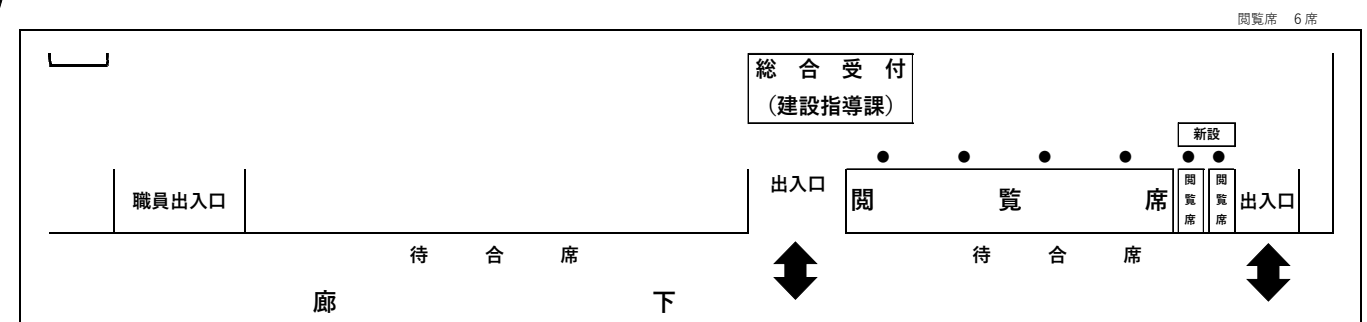 閲覧席　6席
総　合　受　付
（建設指導課）
新設
職員出入口
出入口
閲　覧　席
閲覧席
閲覧席
出入口
待　合　席
待　合　席
廊　下